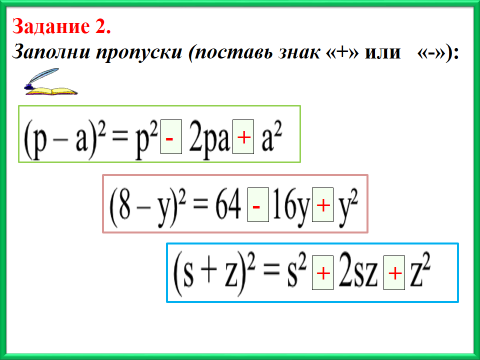 Задание 2.
Заполни пропуски (поставь знак «+» или «-»):
(p – a)² = p² - 2pa + a²
(8 – y)² = 64 - 16y + y²
(s + z)² = s² + 2sz + z²